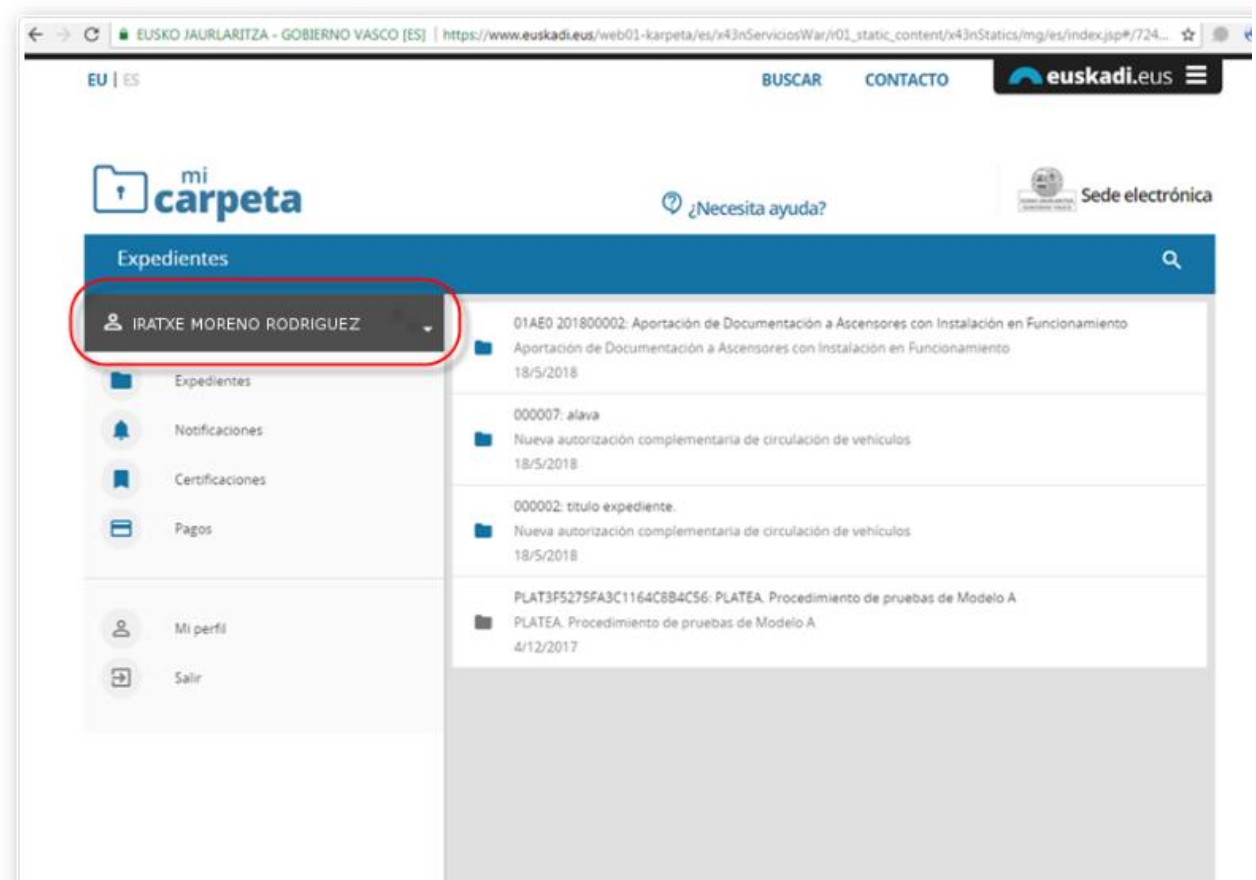 EUSKO JAURLARITZA - GOBIERNO VASCO [ES] | https://www.euskadi.eus/web01-karpeta/es/x43nServiciosWar/r01_static_content/x43nStatics/mg/es/index.jsp#/724...
EU | ES
BUSCAR CONTACTO euskadi.eus
mi
carpeta
¿Necesita ayuda?
Sede electrónica
Expedientes
IRATXE MORENO RODRIGUEZ
Expedientes
Notificaciones
Certificaciones
Pagos
Mi perfil
Salir
01AE0 201800002: Aportación de Documentación a Ascensores con Instalación en Funcionamiento
Aportación de Documentación a Ascensores con Instalación en Funcionamiento
18/5/2018
000007: alava
Nueva autorización complementaria de circulación de vehículos
18/5/2018
000002: titulo expediente.
Nueva autorización complementaria de circulación de vehículos
18/5/2018
PLAT3F5275FA3C1164C8B4C56: PLATEA. Procedimiento de pruebas de Modelo A
PLATEA. Procedimiento de pruebas de Modelo A
4/12/2017